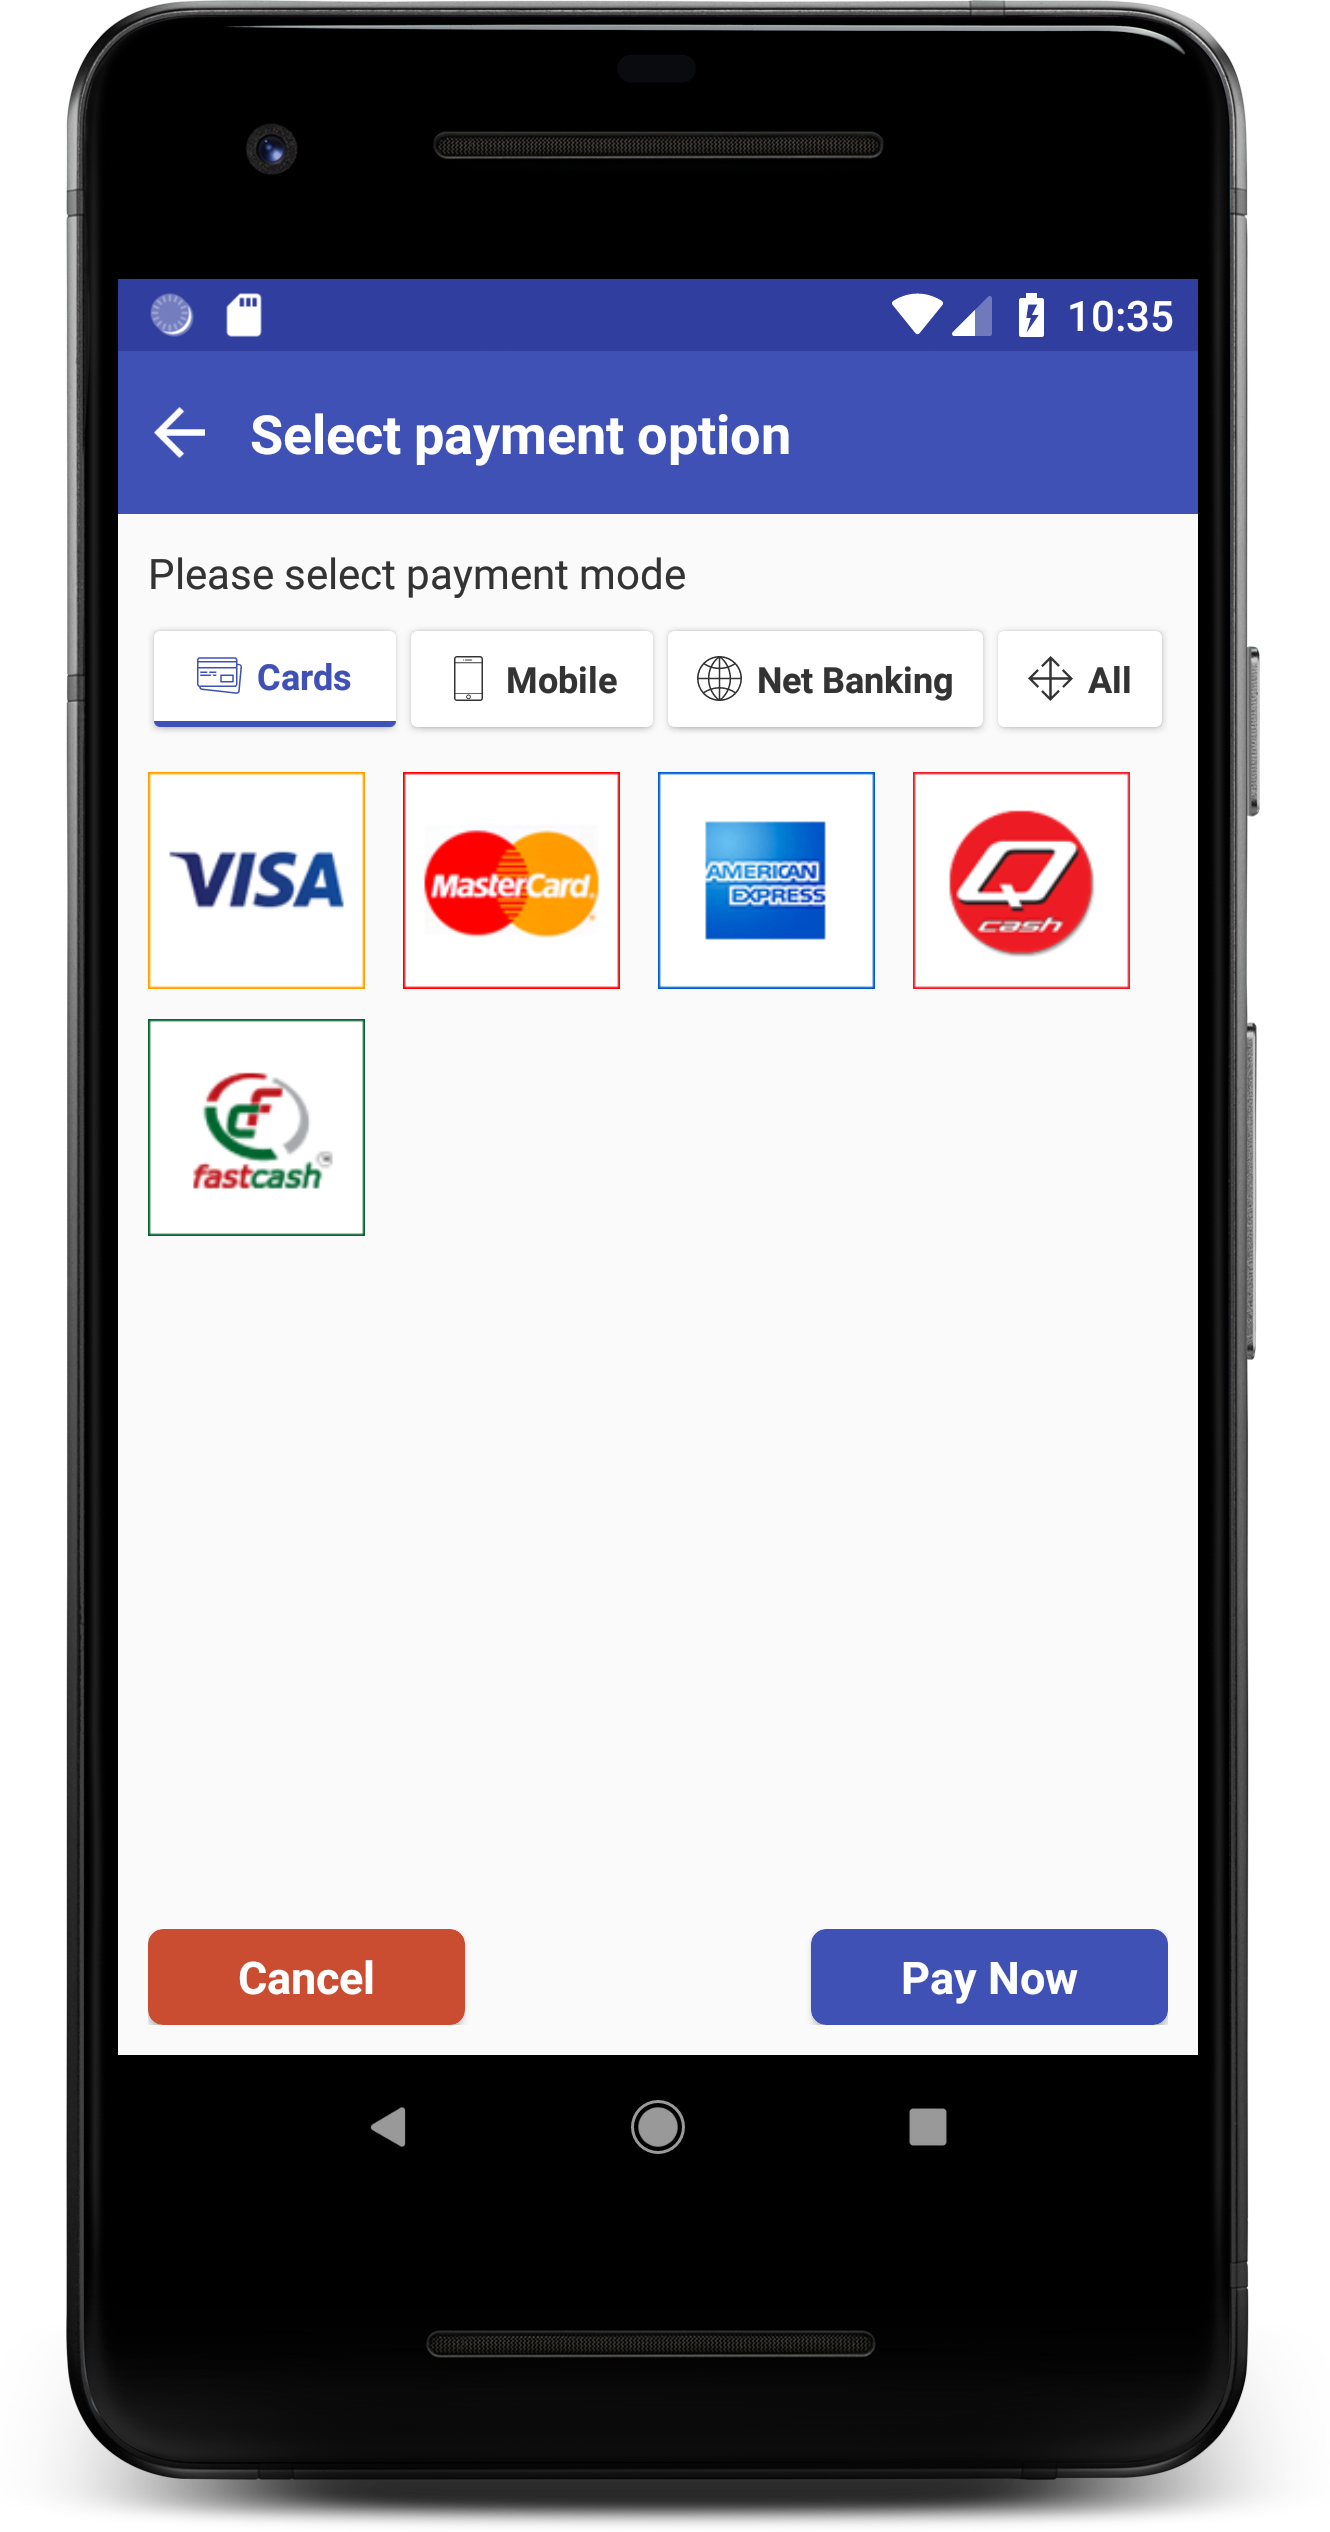 10:35
Select payment option
Please select payment mode
Cards Mobile Net Banking All
VISA MasterCard AMERICAN EXPRESS Q cash
fastcash
Cancel Pay Now